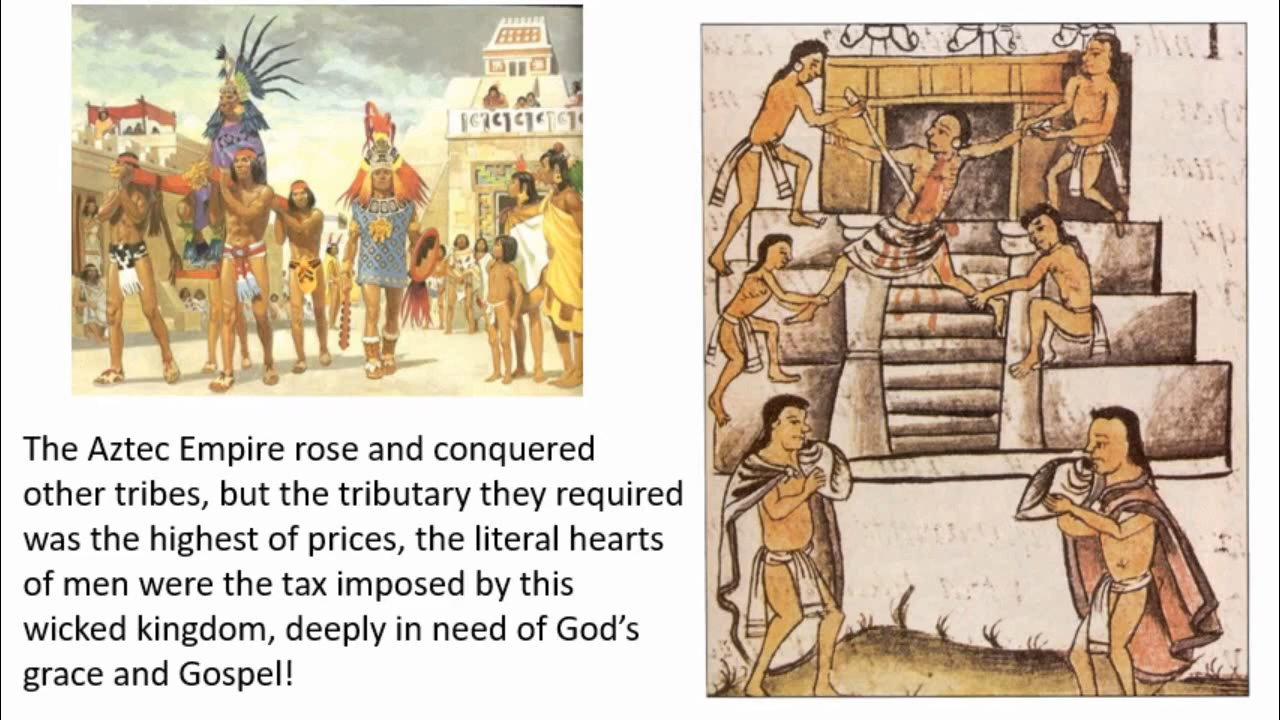 The Aztec Empire rose and conquered
other tribes, but the tributary they required
was the highest of prices, the literal hearts
of men were the tax imposed by this
wicked kingdom, deeply in need of God’s
grace and Gospel!